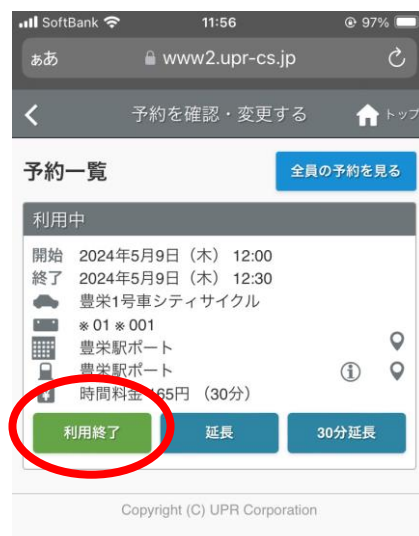 SoftBank 11:56 97%
ぁあ www2.upr-cs.jp
予約を確認・変更する トップ
予約一覧 全員の予約を見る
利用中
開始 2024年5月9日（木） 12:00
終了 2024年5月9日（木） 12:30
豊栄1号車シティサイクル
※ 01 ※ 001
豊栄駅ポート
豊栄駅ポート
時間料金 165円 （30分）
利用終了 延長 30分延長
Copyright (C) UPR Corporation